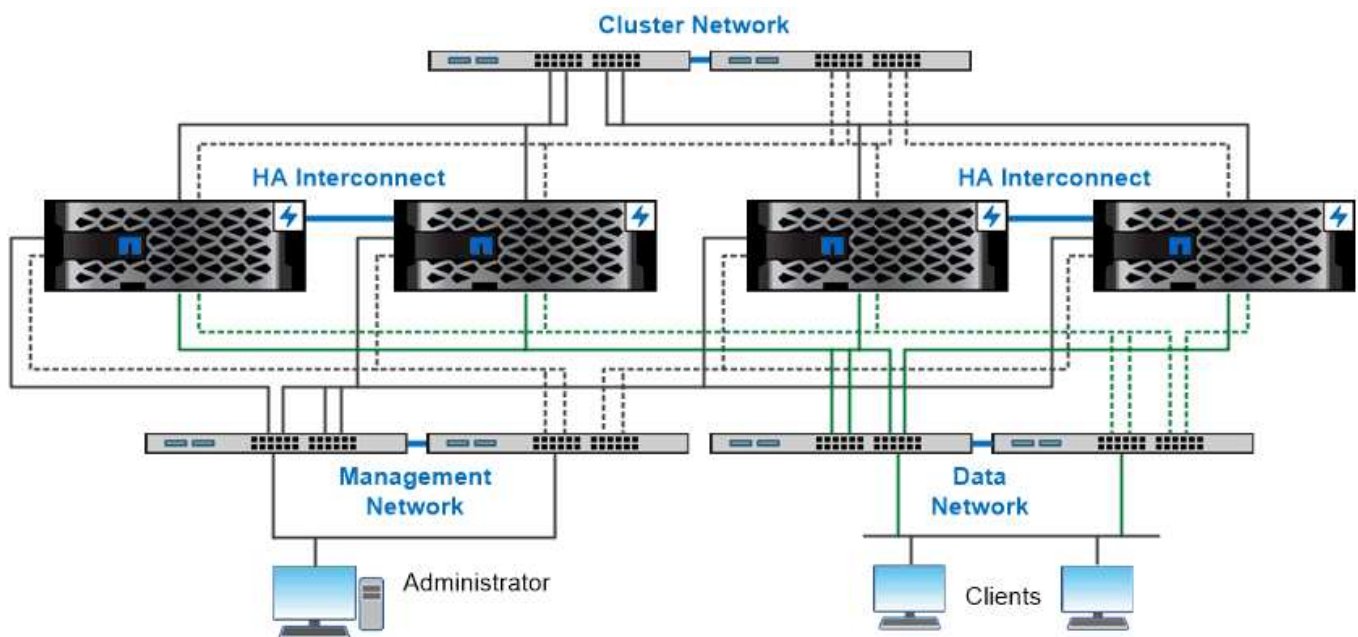 Cluster Network
HA Interconnect
HA Interconnect
Management
Network
Data
Network
Administrator
Clients